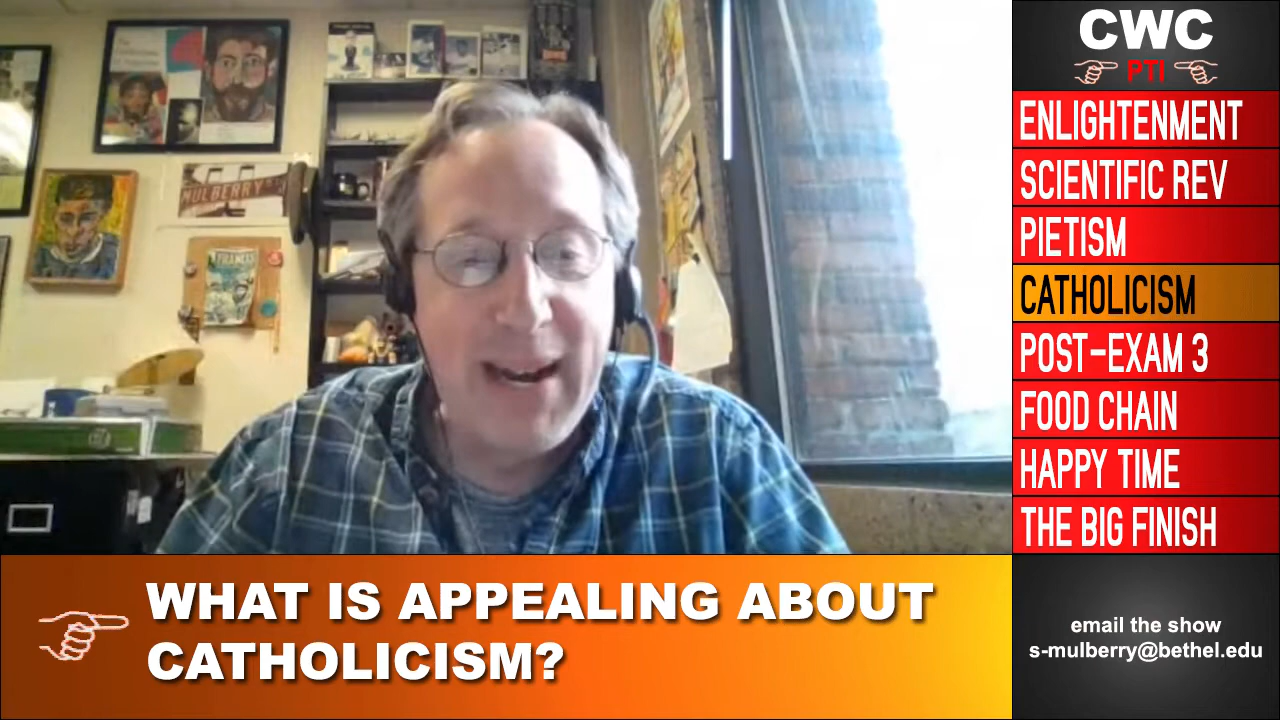 CWC
PTI
ENLIGHTENMENT
SCIENTIFIC REV
PIETISM
CATHOLICISM
POST-EXAM 3
FOOD CHAIN
HAPPY TIME
THE BIG FINISH
MULBERRY
FRANCIS
WHAT IS APPEALING ABOUT
CATHOLICISM?
email the show
s-mulberry@bethel.edu